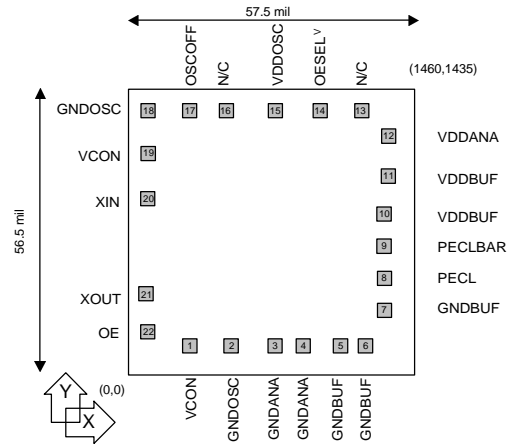 57.5 mil
OSCOFF
N/C
VDDOSC
OESEL^
N/C
(1460,1435)
GNDOSC
18
17
16
15
14
13
12
VDDANA
VCON
19
11
VDDBUF
XIN
20
10
VDDBUF
56.5 mil
9
PECLBAR
8
PECL
XOUT
21
7
GNDBUF
OE
22
1
2
3
4
5
6
(0,0)
Y
X
VCON
GNDOSC
GNDANA
GNDANA
GNDBUF
GNDBUF